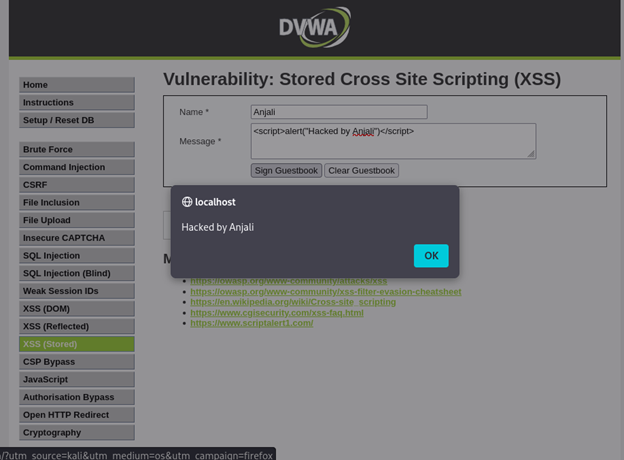 DVWA
Home
Instructions
Setup / Reset DB
Brute Force
Command Injection
CSRF
File Inclusion
File Upload
Insecure CAPTCHA
SQL Injection
SQL Injection (Blind)
Weak Session IDs
XSS (DOM)
XSS (Reflected)
XSS (Stored)
CSP Bypass
JavaScript
Authorisation Bypass
Open HTTP Redirect
Cryptography
Vulnerability: Stored Cross Site Scripting (XSS)
Name * Anjali
Message * <script>alert("Hacked by Anjali")</script>
Sign Guestbook Clear Guestbook
localhost
Hacked by Anjali
OK
M
https://owasp.org/www-community/attacks/xss
https://owasp.org/www-community/xss-filter-evasion-cheatsheet
https://en.wikipedia.org/wiki/Cross-site_scripting
https://www.cgisecurity.com/xss-faq.html
https://www.scriptalert1.com/
/?utm_source=kali&utm_medium=os&utm_campaign=firefox